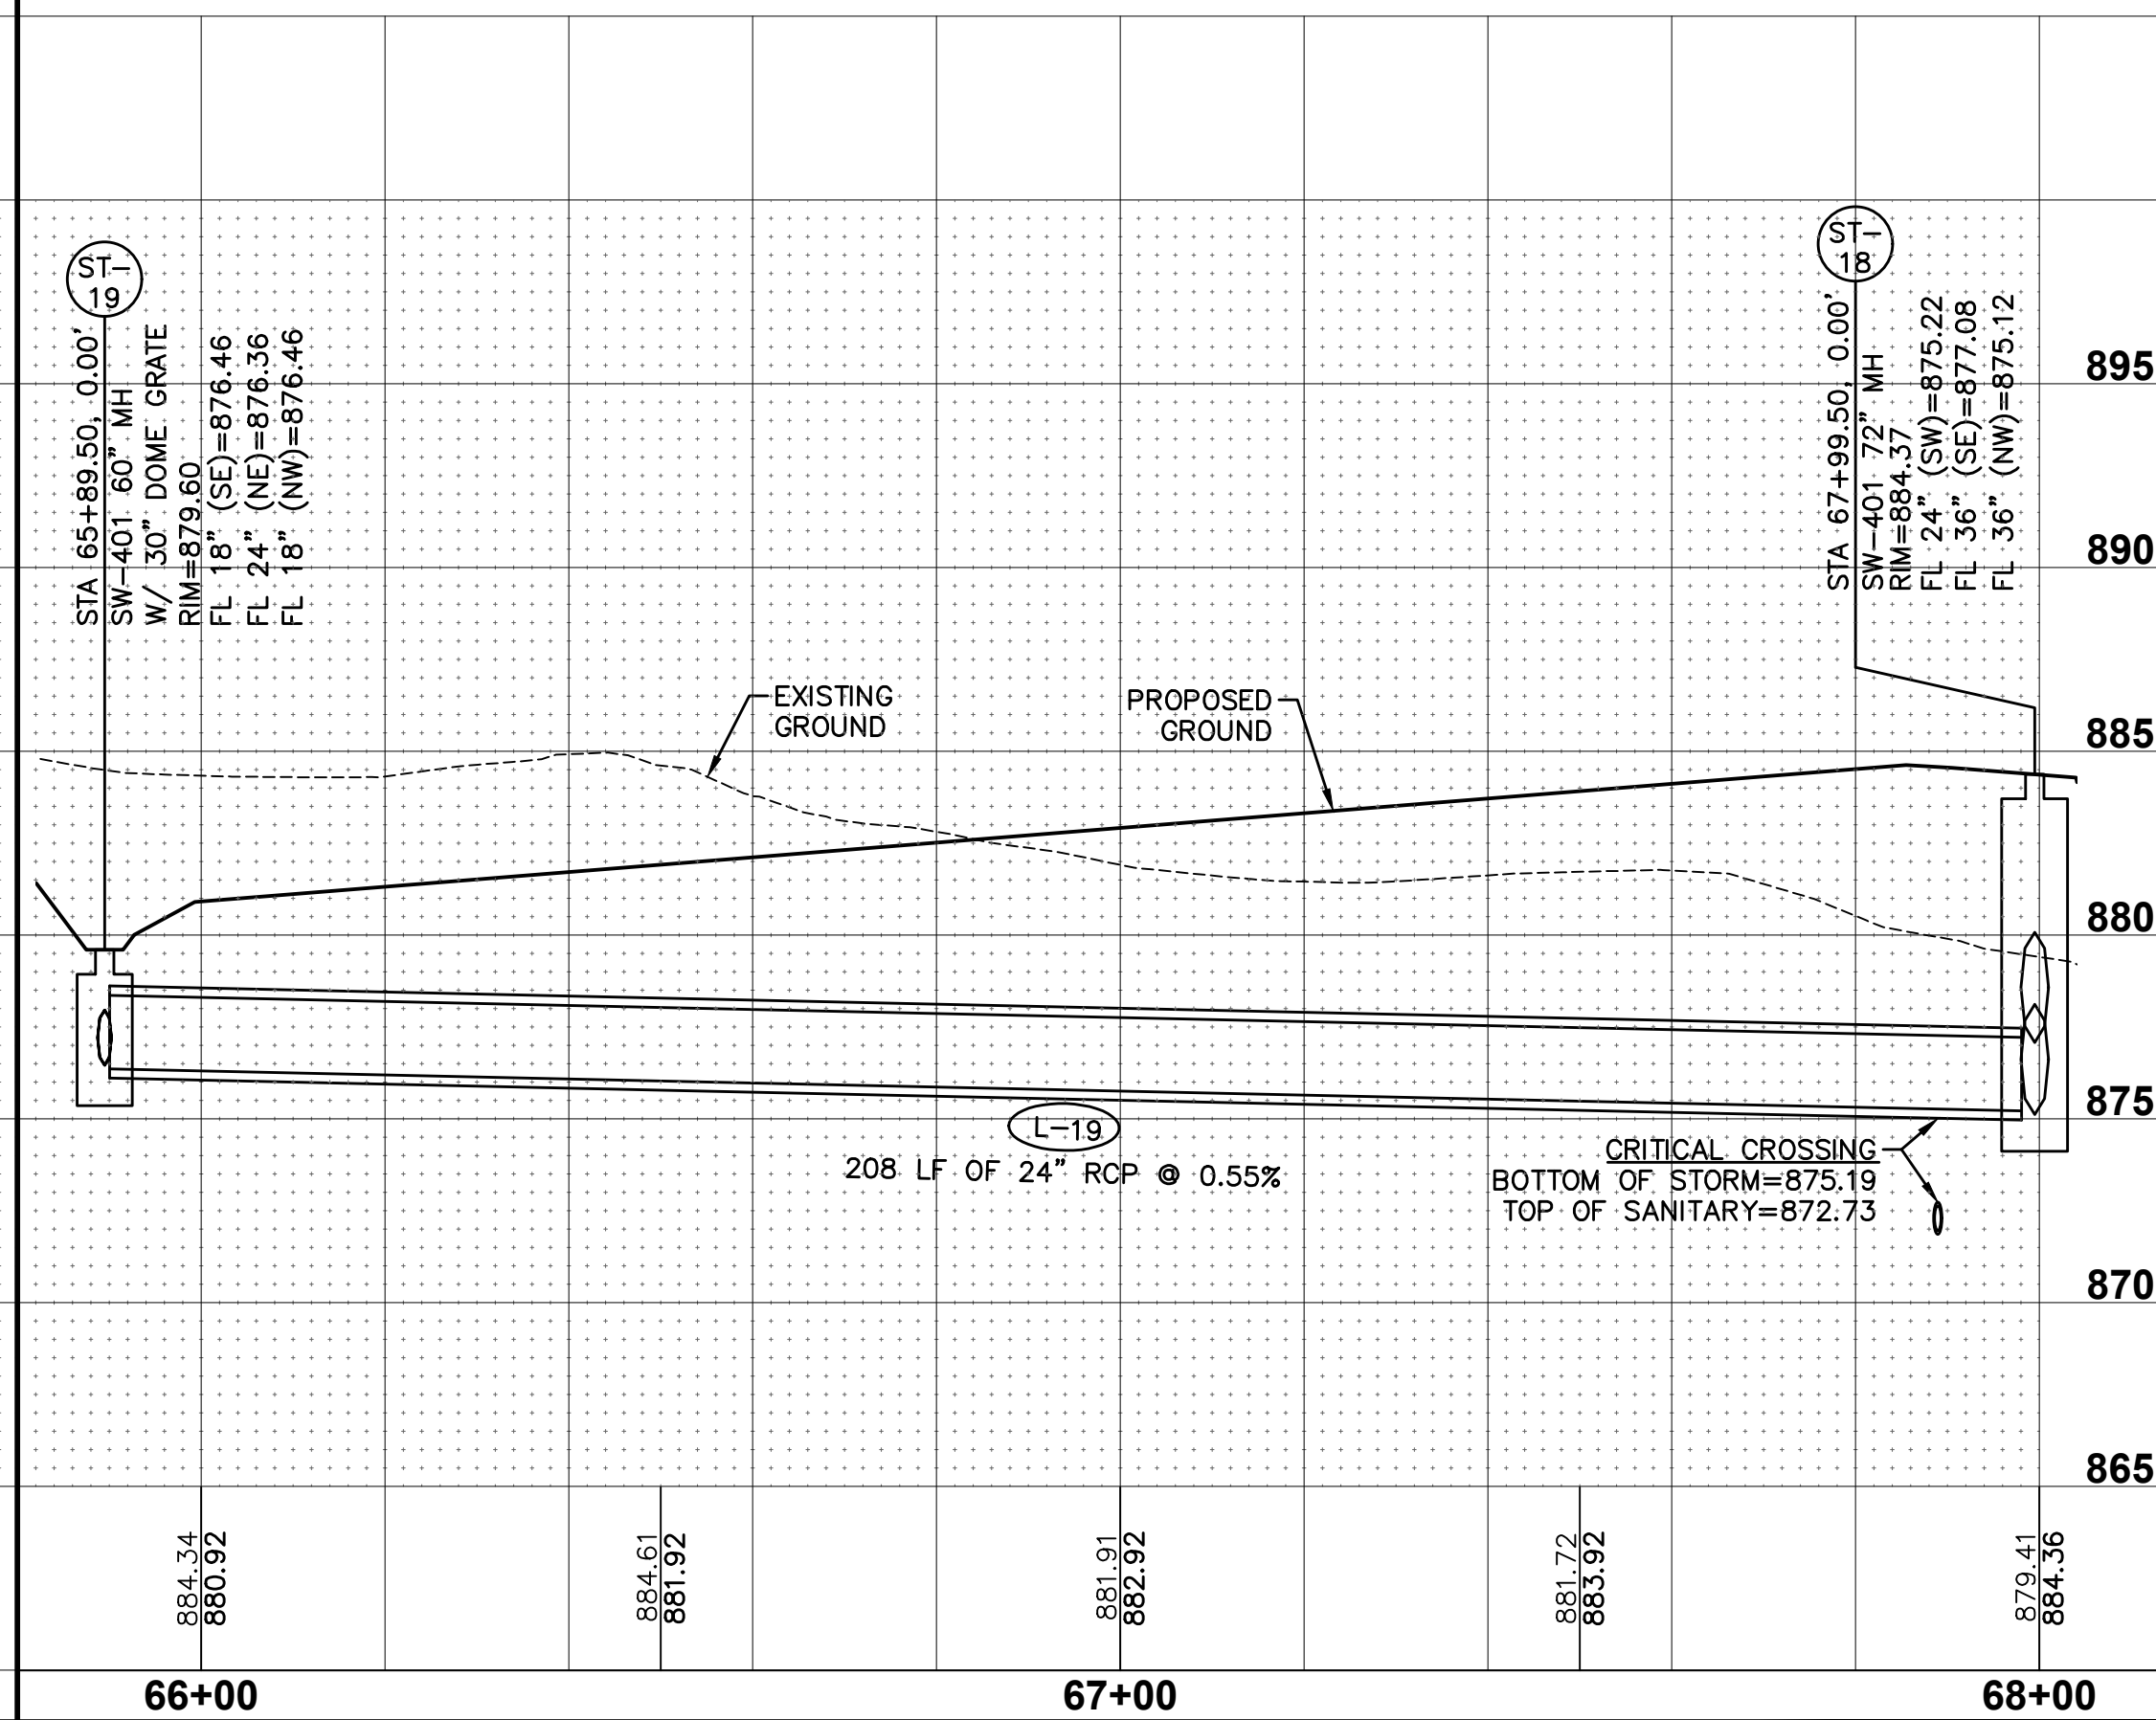 ST-
19
STA 65+89.50, 0.00'
SW-401 60" MH
W/ 30" DOME GRATE
RIM=879.60
FL 18" (SE)=876.46
FL 24" (NE)=876.36
FL 18" (NW)=876.46
ST-
18
STA 67+99.50, 0.00'
SW-401 72" MH
RIM=884.37
FL 24" (SW)=875.22
FL 36" (SE)=877.08
FL 36" (NW)=875.12
EXISTING
GROUND
PROPOSED
GROUND
L-19
208 LF OF 24" RCP @ 0.55%
CRITICAL CROSSING
BOTTOM OF STORM=875.19
TOP OF SANITARY=872.73
895
890
885
880
875
870
865
884.34
880.92
884.61
881.92
881.91
882.92
881.72
883.92
879.41
884.36
66+00
67+00
68+00